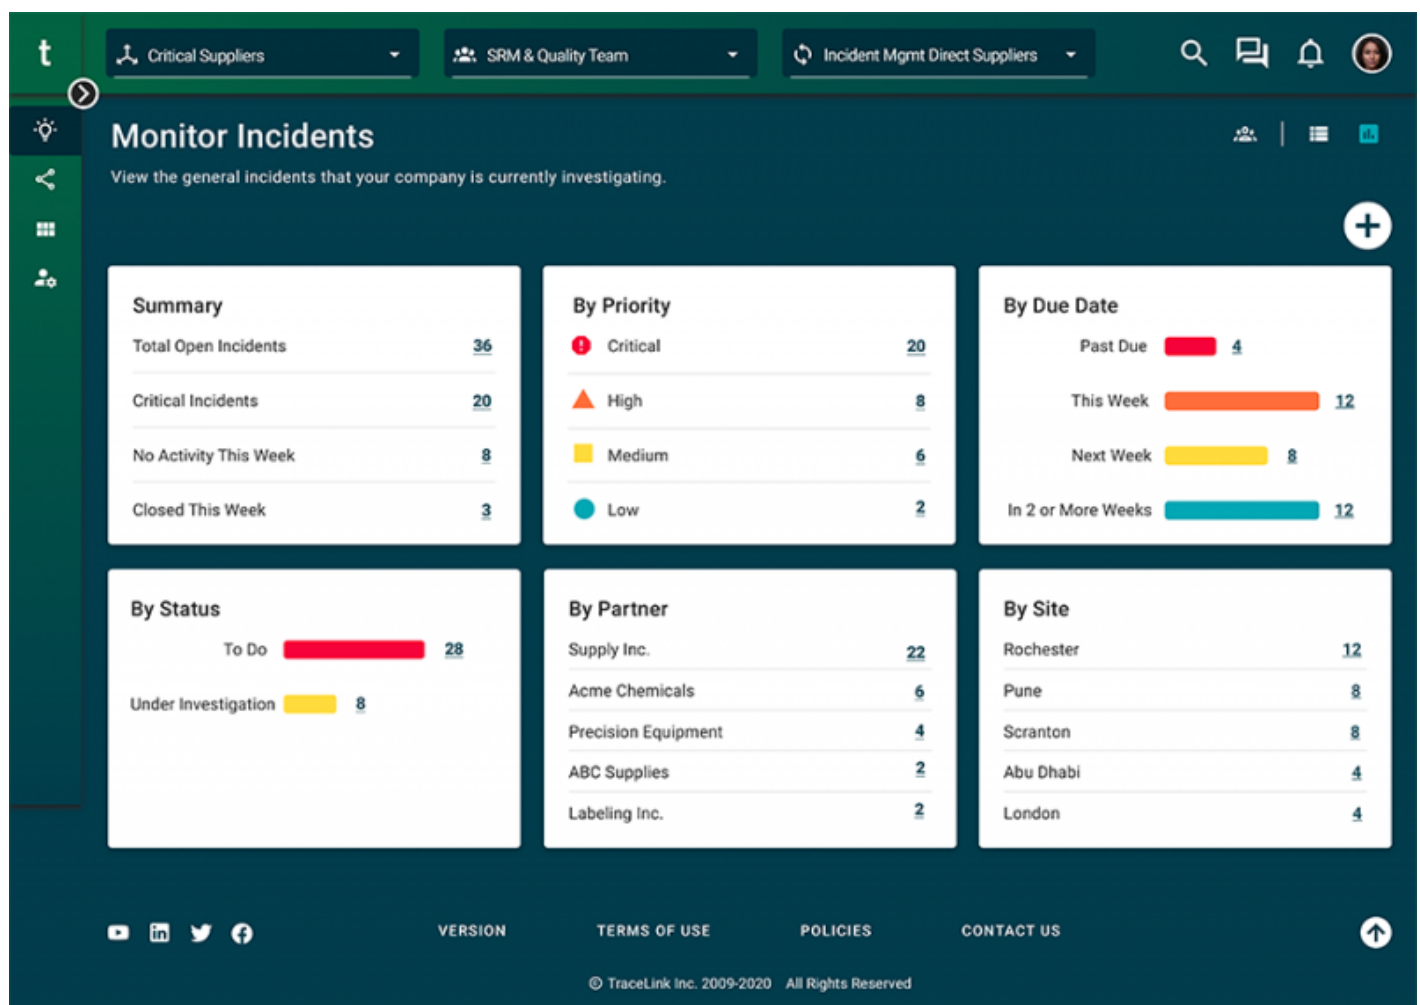 t
Critical Suppliers
SRM & Quality Team
Incident Mgmt Direct Suppliers
Monitor Incidents
View the general incidents that your company is currently investigating.
Summary
Total Open Incidents 36
Critical Incidents 20
No Activity This Week 8
Closed This Week 3
By Priority
Critical 20
High 8
Medium 6
Low 2
By Due Date
Past Due 4
This Week 12
Next Week 8
In 2 or More Weeks 12
By Status
To Do 28
Under Investigation 8
By Partner
Supply Inc. 22
Acme Chemicals 6
Precision Equipment 4
ABC Supplies 2
Labeling Inc. 2
By Site
Rochester 12
Pune 8
Scranton 8
Abu Dhabi 4
London 4
VERSION
TERMS OF USE
POLICIES
CONTACT US
© TraceLink Inc. 2009-2020 All Rights Reserved